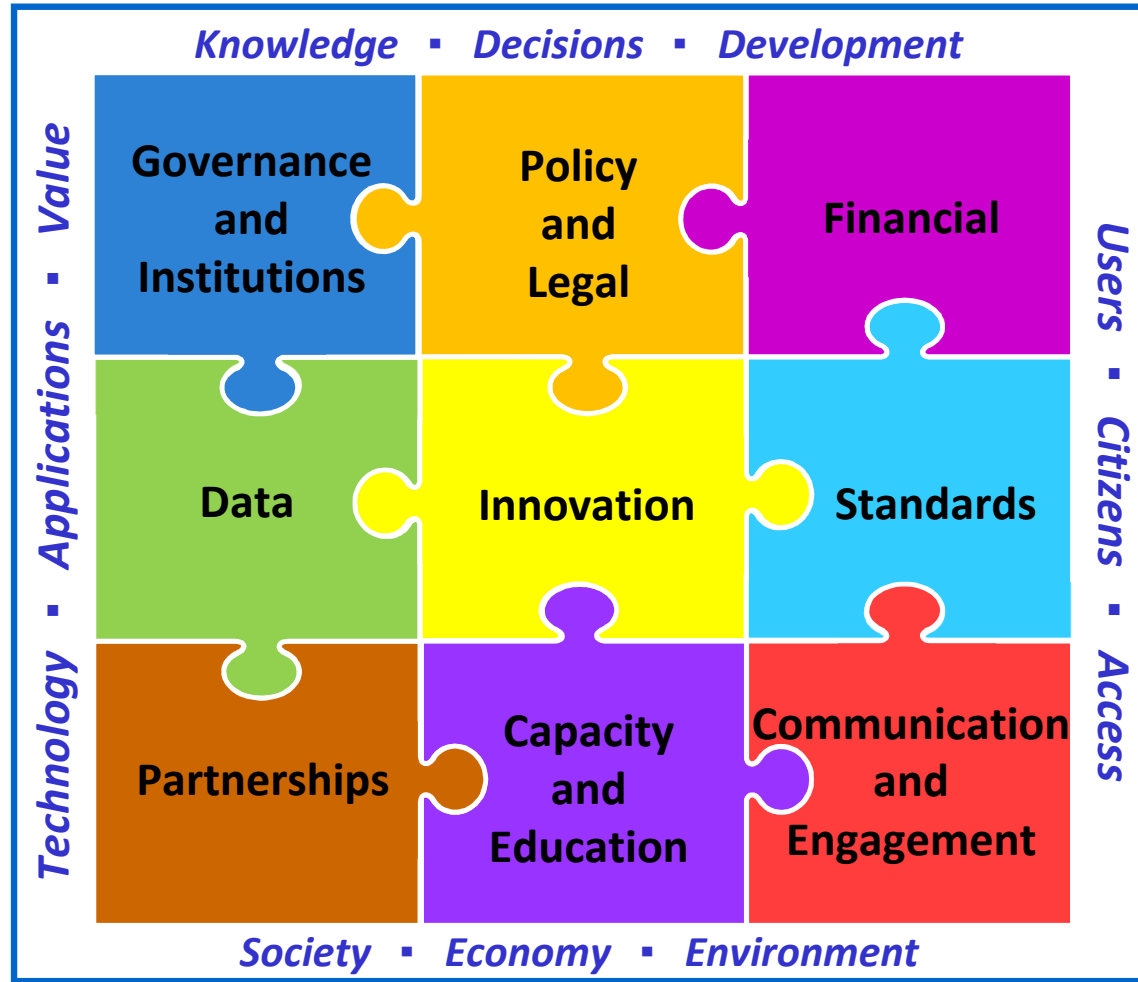 Knowledge ▪ Decisions ▪ Development
Technology ▪ Applications ▪ Value
Governance
and
Institutions
Policy
and
Legal
Financial
Users ▪ Citizens ▪ Access
Data
Innovation
Standards
Partnerships
Capacity
and
Education
Communication
and
Engagement
Society ▪ Economy ▪ Environment